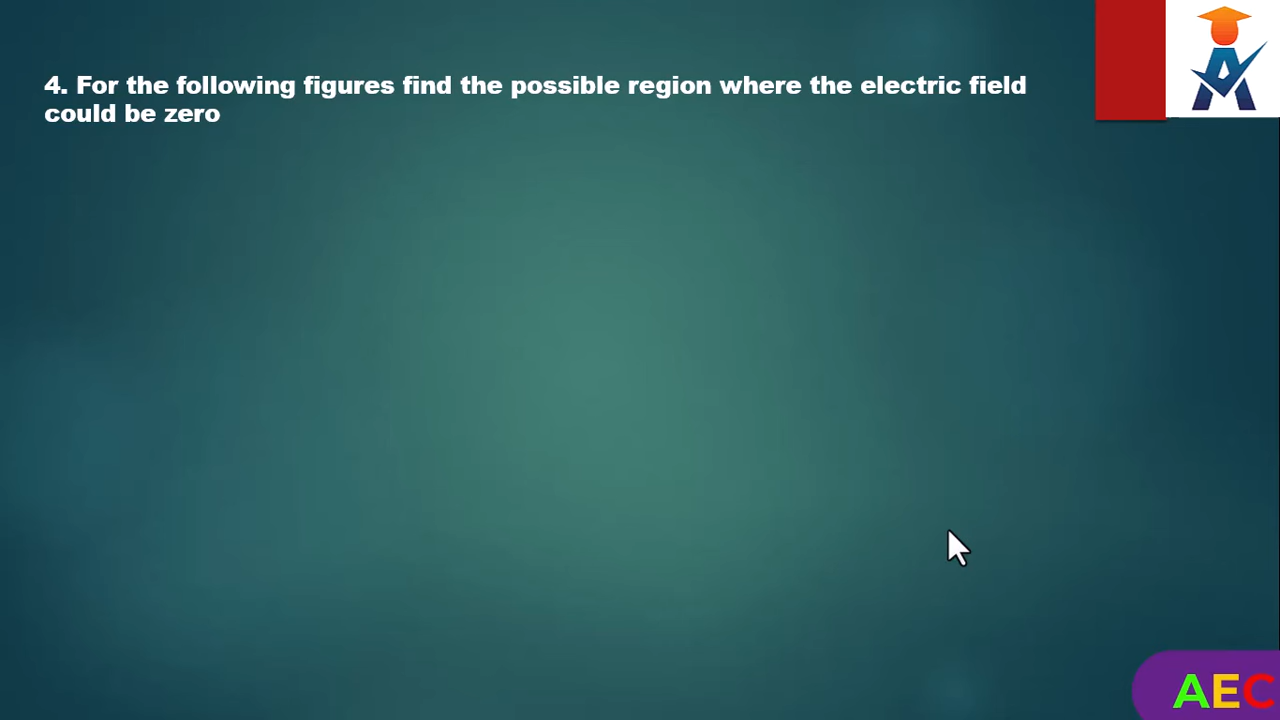 4. For the following figures find the possible region where the electric field
could be zero
AEC